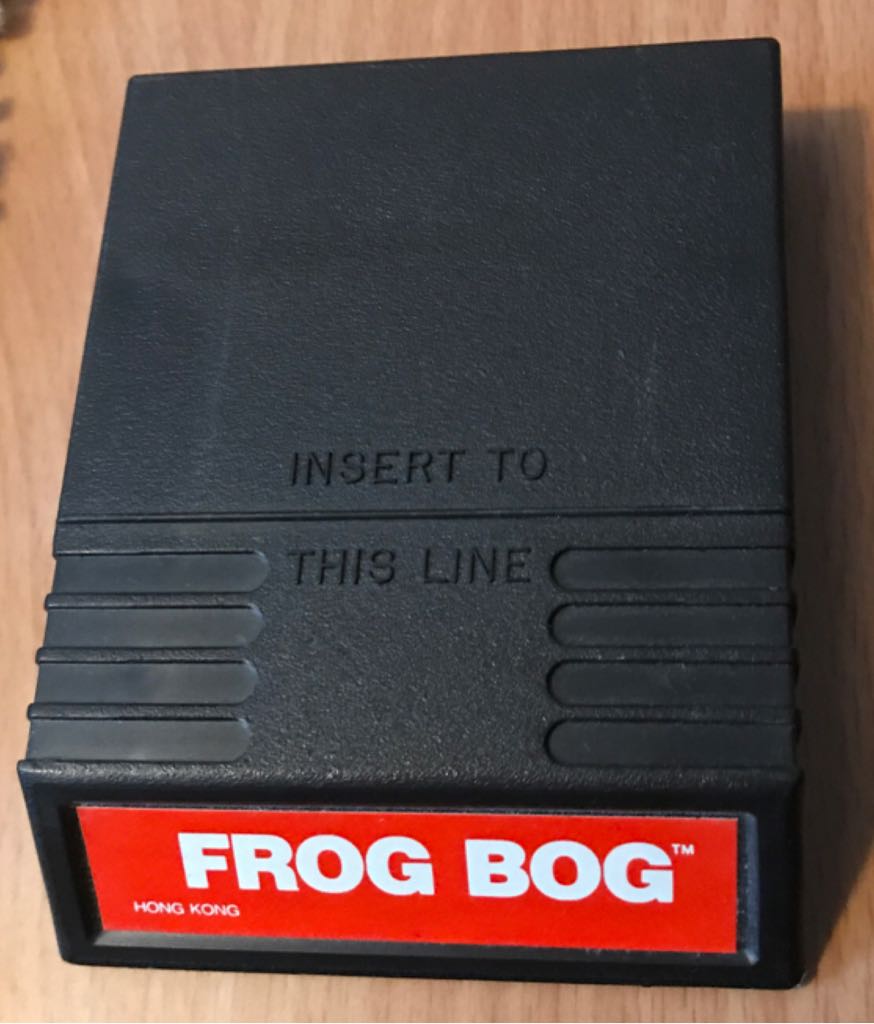 INSERT TO
THIS LINE
FROG BOG™
HONG KONG